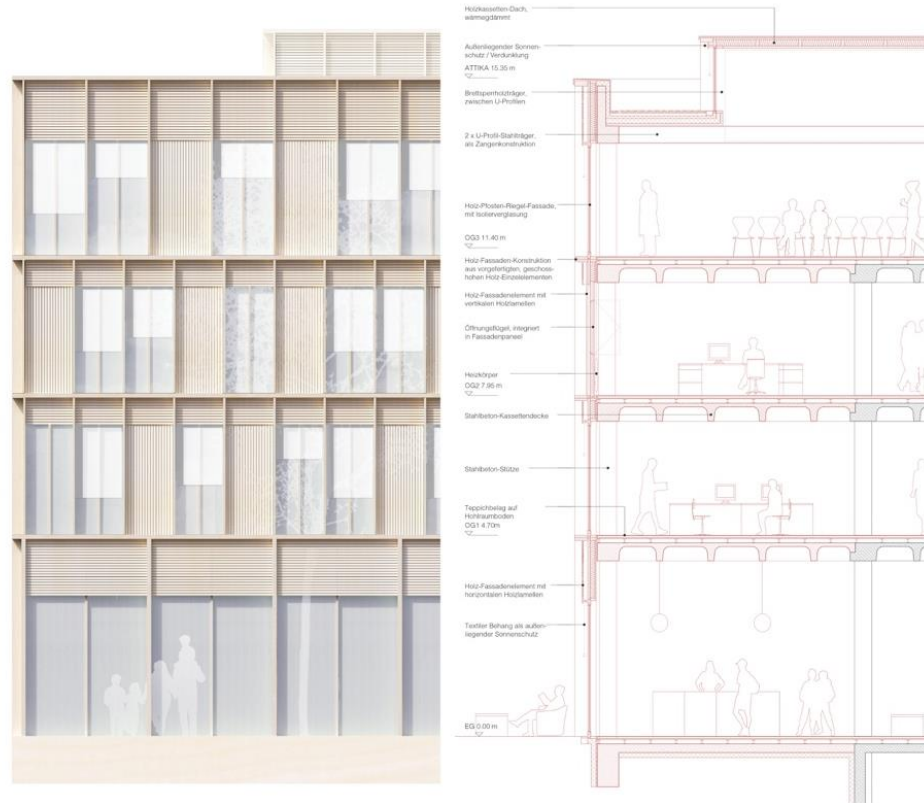 Holzkassetten-Dach,
wärmegdämmt
Außenliegender Sonnen-
schutz / Verdunklung
ATTIKA 15.35 m
Brettsperrholzträger,
zwischen U-Profilen
2 x U-Profil-Stahlträger,
als Zangenkonstruktion
Holz-Pfosten-Riegel-Fassade,
mit Isolierverglasung
OG3 11.40 m
Holz-Fassaden-Konstruktion
aus vorgefertigten, geschoss-
hohen Holz-Einzelelementen
Holz-Fassadenelement mit
vertikalen Holzlamellen
Öffnungsflügel, integriert
in Fassadenpaneel
Heizkörper
OG2 7.95 m
Stahlbeton-Kassettendecke
Stahlbeton-Stütze
Teppichbelag auf
Hohlraumboden
OG1 4.70m
Holz-Fassadenelement mit
horizontalen Holzlamellen
Textiler Behang als außen-
liegender Sonnenschutz
EG 0.00 m